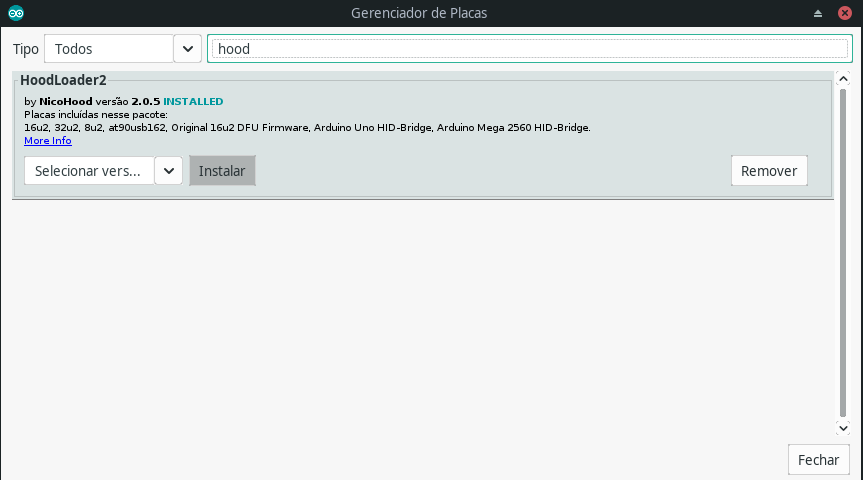 Gerenciador de Placas
Tipo Todos hood
HoodLoader2
by NicoHood versão 2.0.5 INSTALLED
Placas incluídas nesse pacote:
16u2, 32u2, 8u2, at90usb162, Original 16u2 DFU Firmware, Arduino Uno HID-Bridge, Arduino Mega 2560 HID-Bridge.
More Info
Selecionar vers... Instalar Remover
Fechar